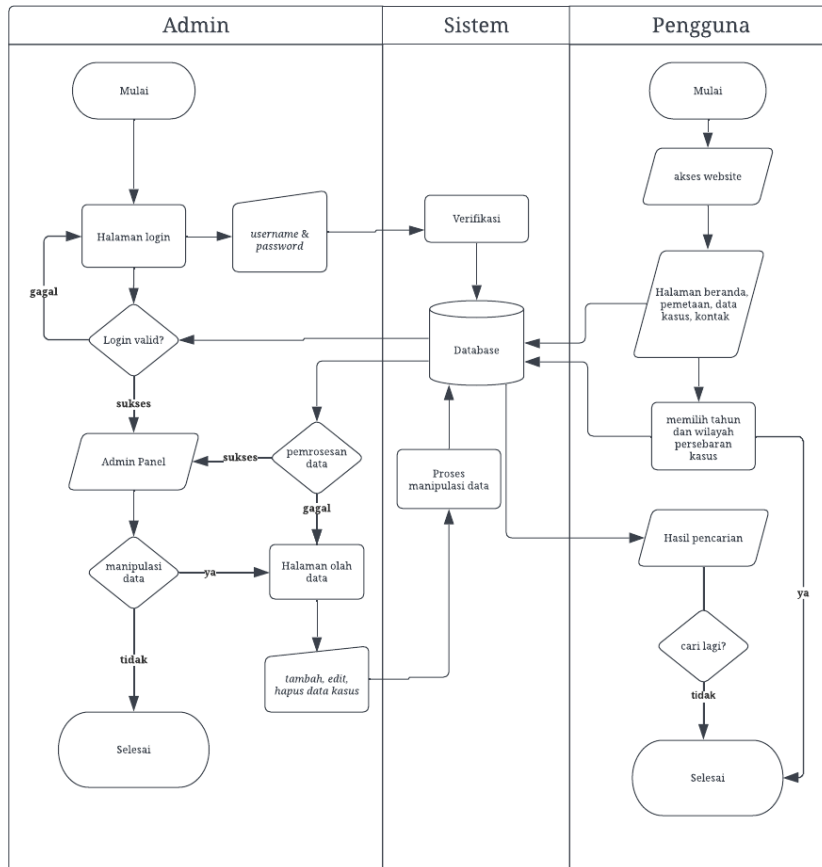 Admin
Sistem
Pengguna
Mulai
Mulai
akses website
Halaman login
username &
password
Verifikasi
gagal
Halaman beranda,
pemetaan, data
kasus, kontak
Login valid?
Database
sukses
memilih tahun
dan wilayah
persebaran
kasus
Admin Panel
sukses
pemrosesan
data
Proses
manipulasi data
gagal
Hasil pencarian
manipulasi
data
ya
Halaman olah
data
ya
tidak
cari lagi?
tambah, edit,
hapus data kasus
tidak
Selesai
Selesai